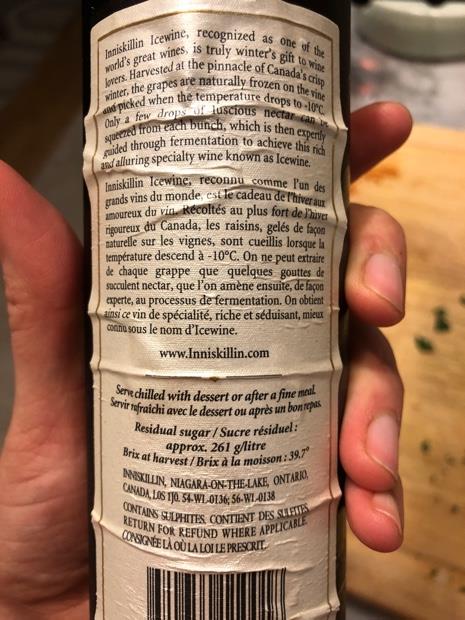 Inniskillin Icewine, recognized as one of the
world's great wines, is truly winter's gift to wine
lovers. Harvested at the pinnacle of Canada's crisp
winter, the grapes are naturally frozen on the vine
and picked when the temperature drops to -10°C.
Only a few drops of luscious nectar can be
squeezed from each bunch, which is then expertly
guided through fermentation to achieve this rich
and alluring specialty wine known as Icewine.
Inniskillin Icewine, reconnu comme l'un des
grands vins du monde, est le cadeau de l'hiver aux
amoureux du vin. Récoltés au plus fort de l'hiver
rigoureux du Canada, les raisins, gelés de façon
naturelle sur les vignes, sont cueillis lorsque la
température descend à -10°C. On ne peut extraire
de chaque grappe que quelques gouttes de
succulent nectar, que l'on amène ensuite, de façon
experte, au processus de fermentation. On obtient
ainsi ce vin de spécialité, riche et séduisant, mieux
connu sous le nom d'Icewine.
www.Inniskillin.com
Serve chilled with dessert or after a fine meal.
Servir rafraîchi avec le dessert ou après un bon repas.
Residual sugar / Sucre résiduel :
approx. 261 g/litre
Brix at harvest / Brix à la moisson : 39.7°
INNISKILLIN, NIAGARA-ON-THE-LAKE, ONTARIO,
CANADA, L0S 1J0. 54-WL-0136; 56-WL-0138
CONTAINS SULPHITES. CONTIENT DES SULFITES.
RETURN FOR REFUND WHERE APPLICABLE.
CONSIGNÉE LÀ OÙ LA LOI LE PRESCRIT.